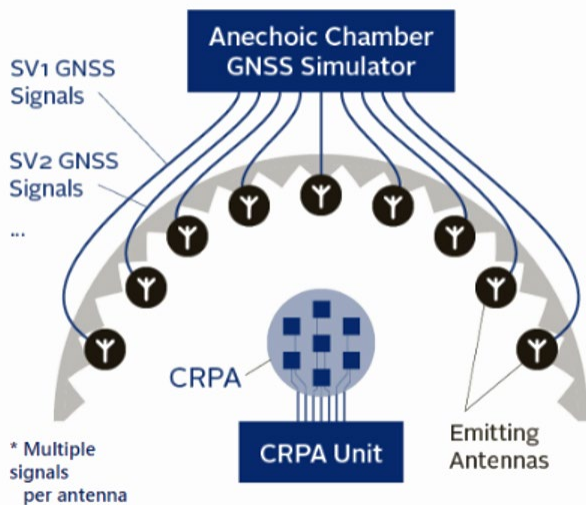 Anechoic Chamber
GNSS Simulator
SV1 GNSS
Signals
SV2 GNSS
Signals
...
CRPA
CRPA Unit
Emitting
Antennas
* Multiple
signals
per antenna